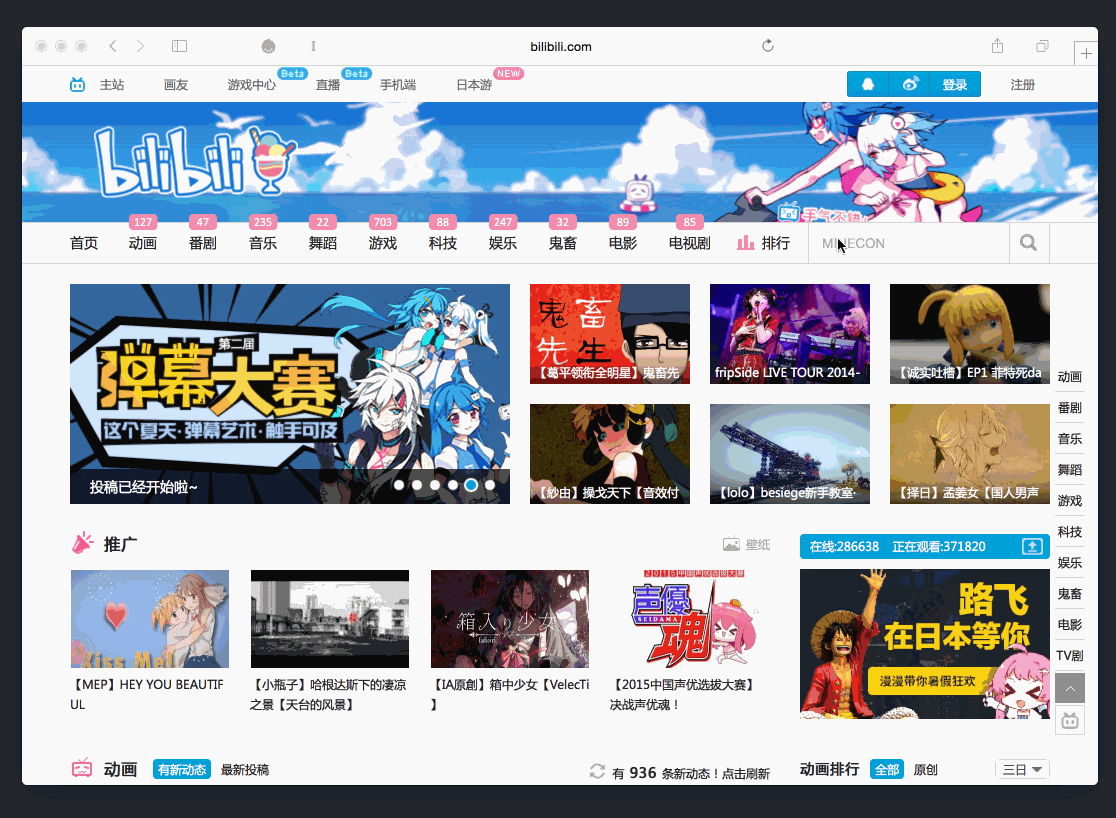 bilibili.com
主站 画友 游戏中心 Beta 直播 Beta 手机端 日本游 NEW 登录 注册
bilibili
手气不错
127 47 235 22 703 88 247 32 89 85
首页 动画 番剧 音乐 舞蹈 游戏 科技 娱乐 鬼畜 电影 电视剧 排行 MINECON
第二届
弹幕大赛
这个夏天·弹幕艺术·触手可及
投稿已经开始啦~
鬼畜
先生
【葛平领衔全明星】鬼畜先
fripSide LIVE TOUR 2014-
【诚实吐槽】EP1 菲特死da
【紗由】操戈天下【音效付
【lolo】besiege新手教室·
【择日】孟姜女【国人男声
动画
番剧
音乐
舞蹈
游戏
科技
娱乐
鬼畜
电影
TV剧
推广 壁纸
在线:286638 正在观看:371820
Kiss Me!
箱入り少女
2015中国声优选拔大赛
声優
SEIDAMA
魂
路飞
在日本等你
漫漫带你暑假狂欢
【MEP】HEY YOU BEAUTIF
UL
【小瓶子】哈根达斯下的凄凉
之景【天台的风景】
【IA原創】箱中少女【VelecTi
】
【2015中国声优选拔大赛】
决战声优魂！
动画 有新动态 最新投稿 有 936 条新动态！点击刷新
动画排行 全部 原创 三日